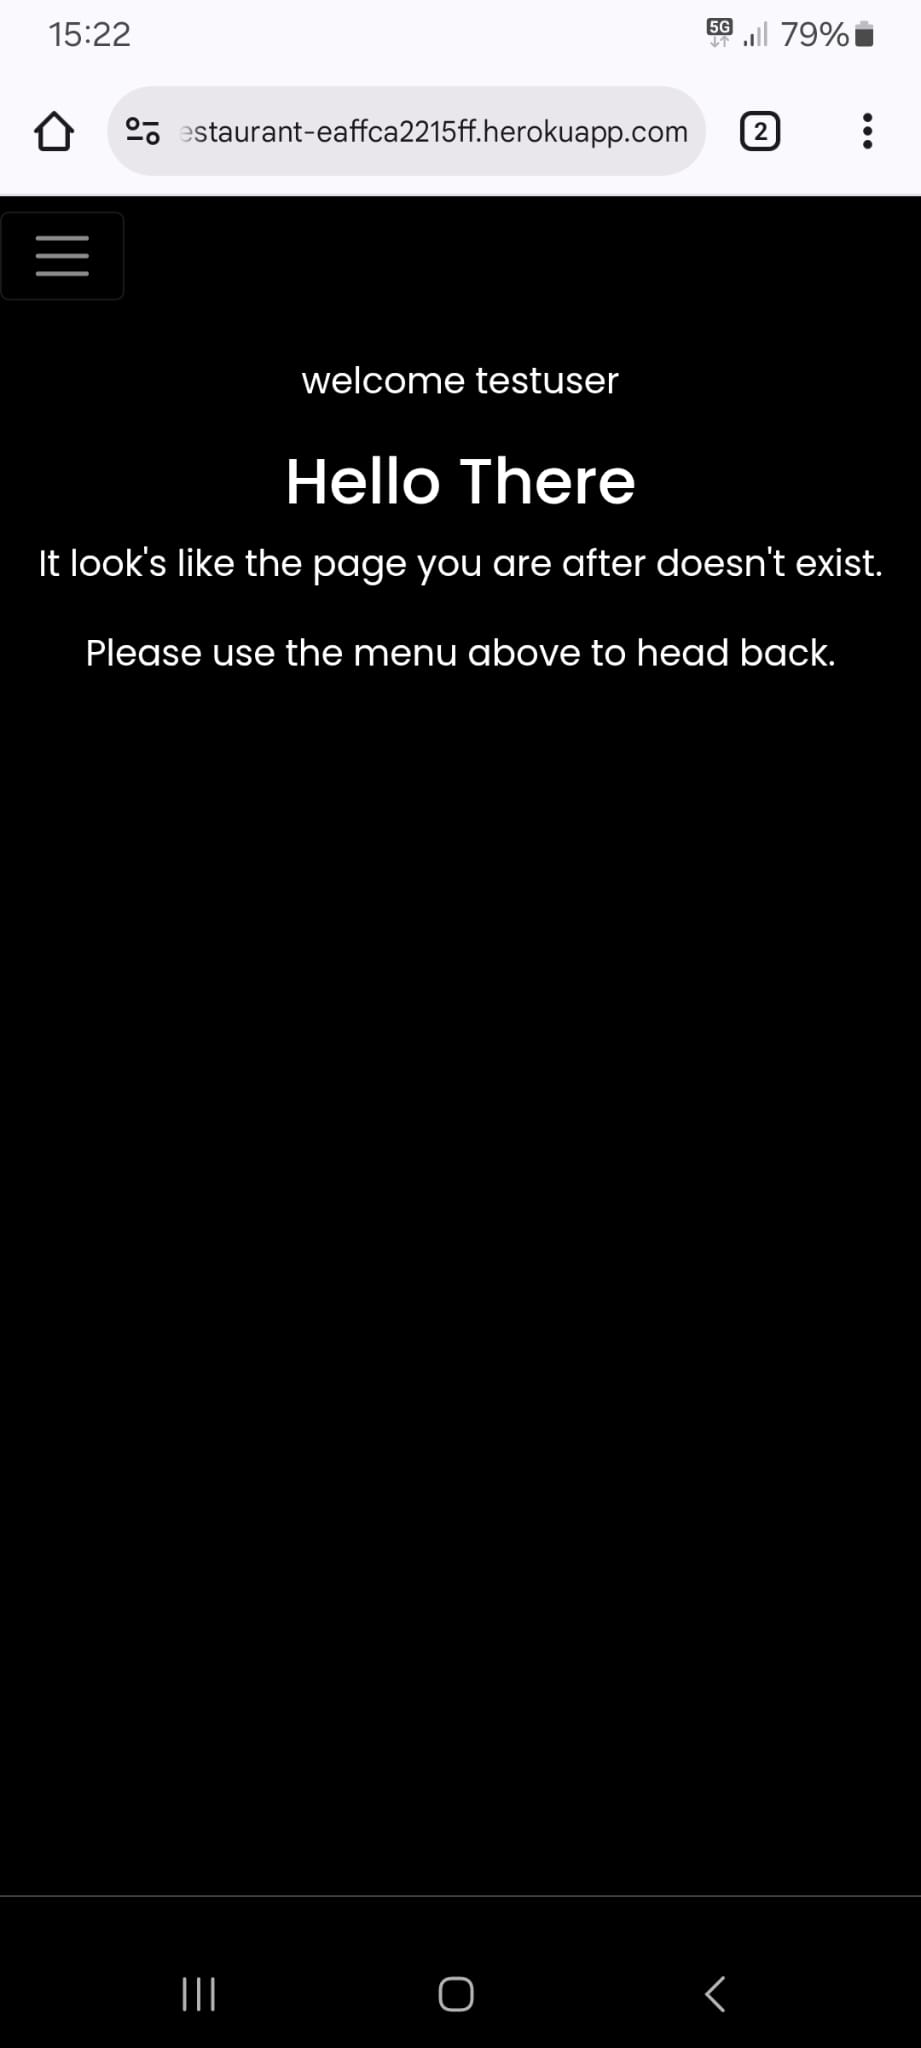 15:22
5G
79%
estaurant-eaffca2215ff.herokuapp.com
2
welcome testuser
Hello There
It look's like the page you are after doesn't exist.
Please use the menu above to head back.